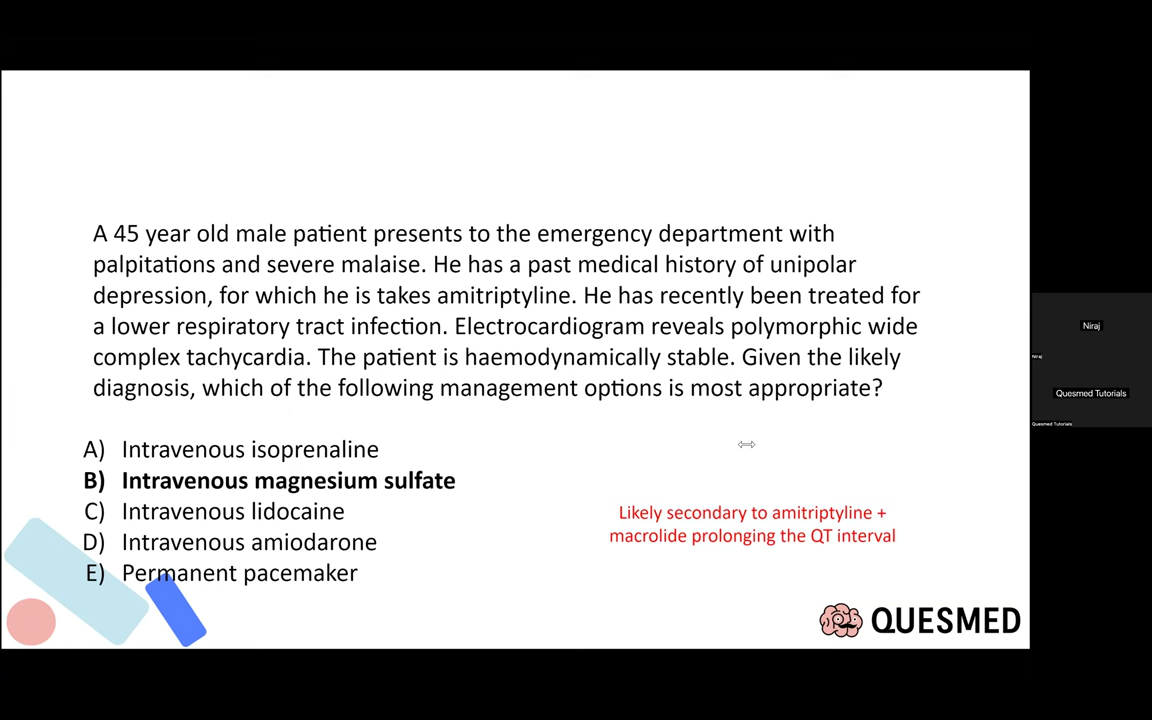 A 45 year old male patient presents to the emergency department with
palpitations and severe malaise. He has a past medical history of unipolar
depression, for which he is takes amitriptyline. He has recently been treated for
a lower respiratory tract infection. Electrocardiogram reveals polymorphic wide
complex tachycardia. The patient is haemodynamically stable. Given the likely
diagnosis, which of the following management options is most appropriate?
A) Intravenous isoprenaline
B) Intravenous magnesium sulfate
C) Intravenous lidocaine
D) Intravenous amiodarone
E) Permanent pacemaker
Likely secondary to amitriptyline +
macrolide prolonging the QT interval
QUESMED
Niraj
Niraj
Quesmed Tutorials
Quesmed Tutorials